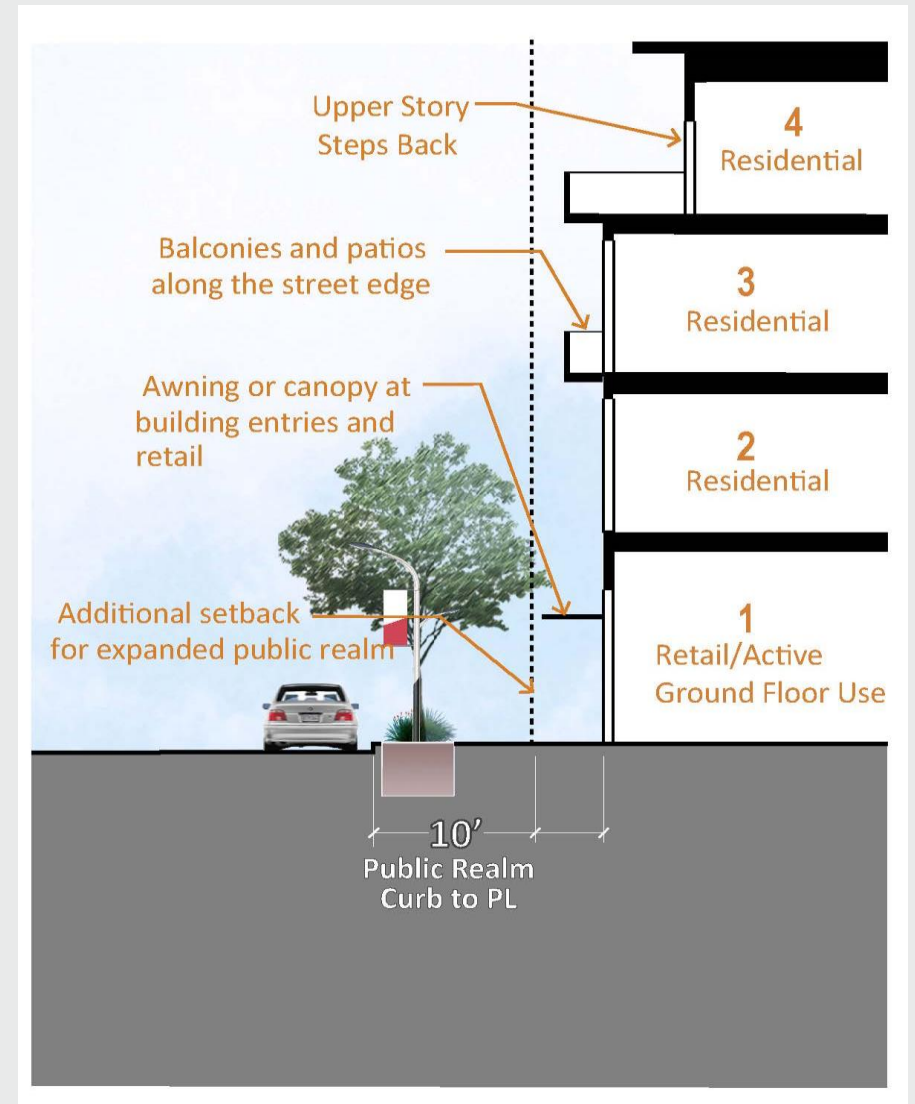 Upper Story
Steps Back
4
Residential
Balconies and patios
along the street edge
3
Residential
Awning or canopy at
building entries and
retail
2
Residential
Additional setback
for expanded public realm
1
Retail/Active
Ground Floor Use
10'
Public Realm
Curb to PL